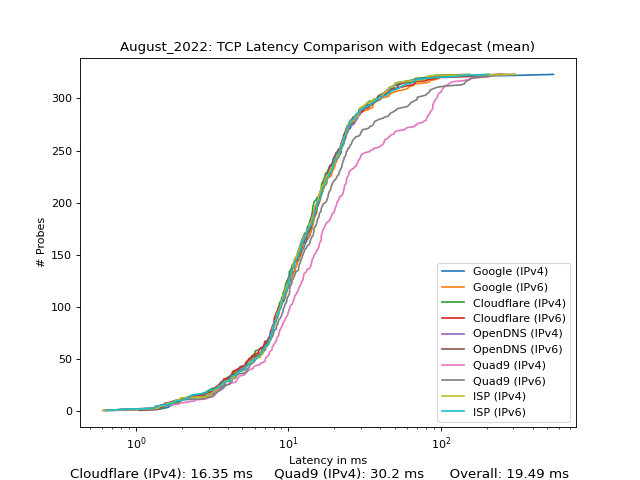 August_2022: TCP Latency Comparison with Edgecast (mean)
# Probes
300
250
200
150
100
50
0
Google (IPv4)
Google (IPv6)
Cloudflare (IPv4)
Cloudflare (IPv6)
OpenDNS (IPv4)
OpenDNS (IPv6)
Quad9 (IPv4)
Quad9 (IPv6)
ISP (IPv4)
ISP (IPv6)
10⁰ 10¹ 10²
Latency in ms
Cloudflare (IPv4): 16.35 ms Quad9 (IPv4): 30.2 ms Overall: 19.49 ms